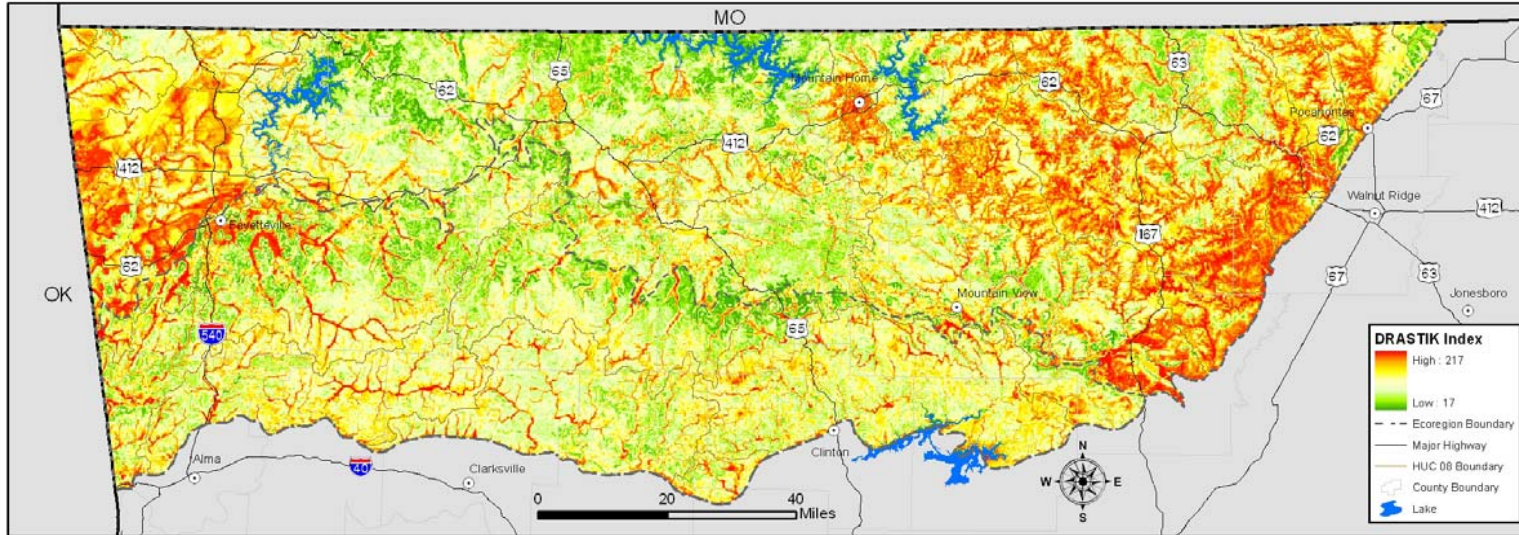 MO
65
62
Mountain Home
62
63
67
Pocahontas
62
412
412
Walnut Ridge
412
Fayetteville
167
62
67
63
OK
Mountain View
Jonesboro
540
65
DRASTIK Index
High : 217
Low : 17
Ecoregion Boundary
Major Highway
HUC 08 Boundary
County Boundary
Lake
Clinton
N
W E
S
Alma
40
Clarksville
0 20 40
Miles